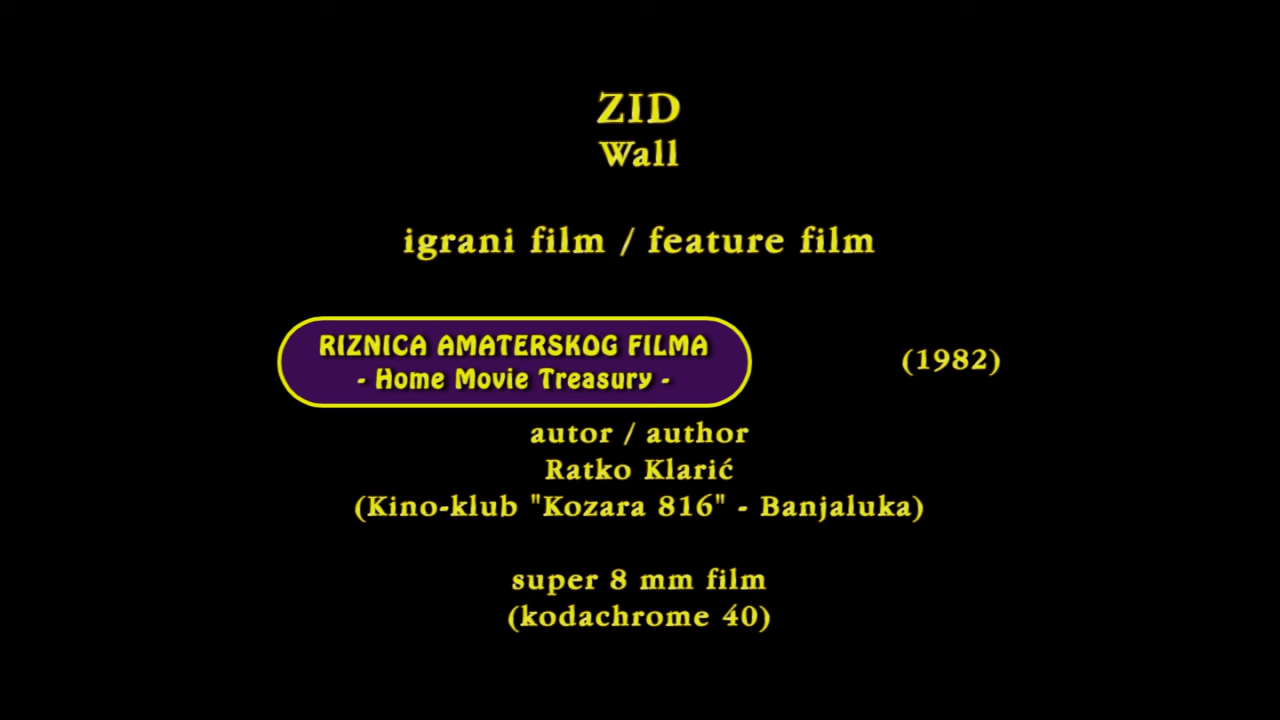 ZID
Wall
igrani film / feature film
RIZNICA AMATERSKOG FILMA
- Home Movie Treasury -
(1982)
autor / author
Ratko Klarić
(Kino-klub "Kozara 816" - Banjaluka)
super 8 mm film
(kodachrome 40)